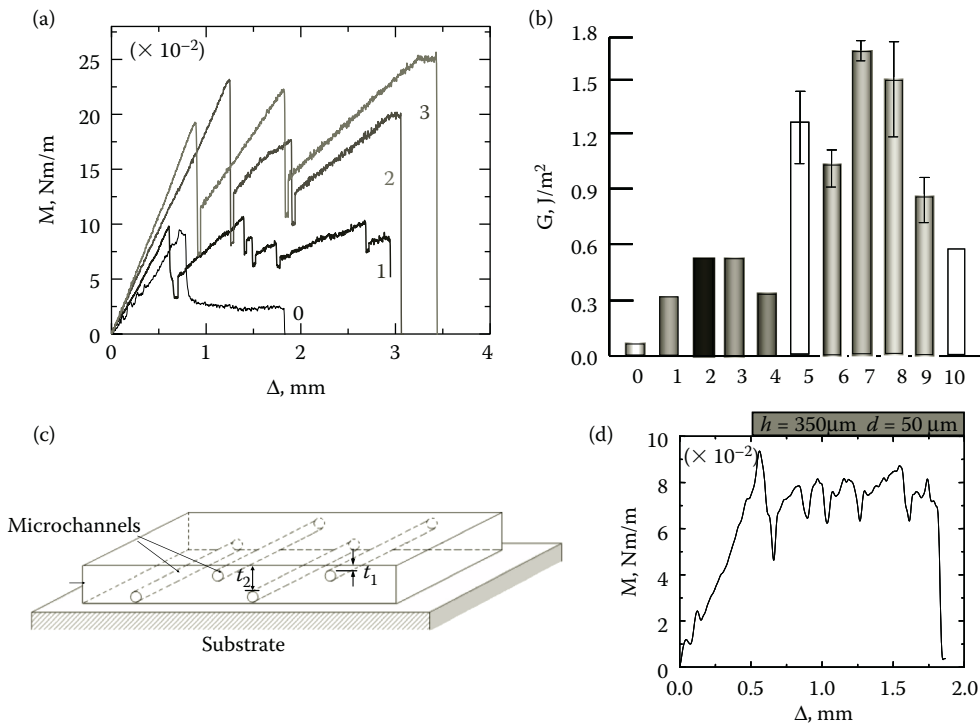 (a)
(× 10⁻²)
25
20
15
10
5
0
M, Nm/m
3
2
1
0
0 1 2 3 4
Δ, mm
(b)
1.8
1.5
1.2
0.9
0.6
0.3
0.0
G, J/m²
0 1 2 3 4 5 6 7 8 9 10
(c)
Microchannels
t₂
t₁
Substrate
(d)
h = 350μm d = 50 μm
(× 10⁻²)
10
8
6
4
2
0
M, Nm/m
0.0 0.5 1.0 1.5 2.0
Δ, mm